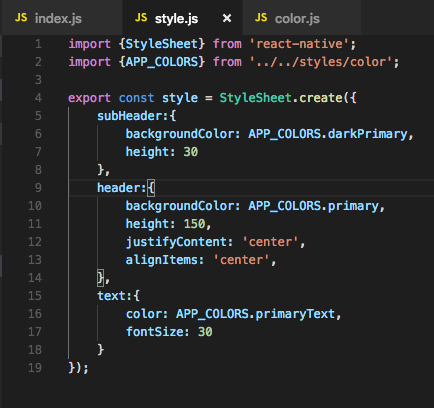 JS index.js JS style.js × JS color.js
1 import {StyleSheet} from 'react-native';
2 import {APP_COLORS} from '../../styles/color';
3
4 export const style = StyleSheet.create({
5     subHeader:{
6         backgroundColor: APP_COLORS.darkPrimary,
7         height: 30
8     },
9     header:{
10         backgroundColor: APP_COLORS.primary,
11         height: 150,
12         justifyContent: 'center',
13         alignItems: 'center',
14     },
15     text:{
16         color: APP_COLORS.primaryText,
17         fontSize: 30
18     }
19 });